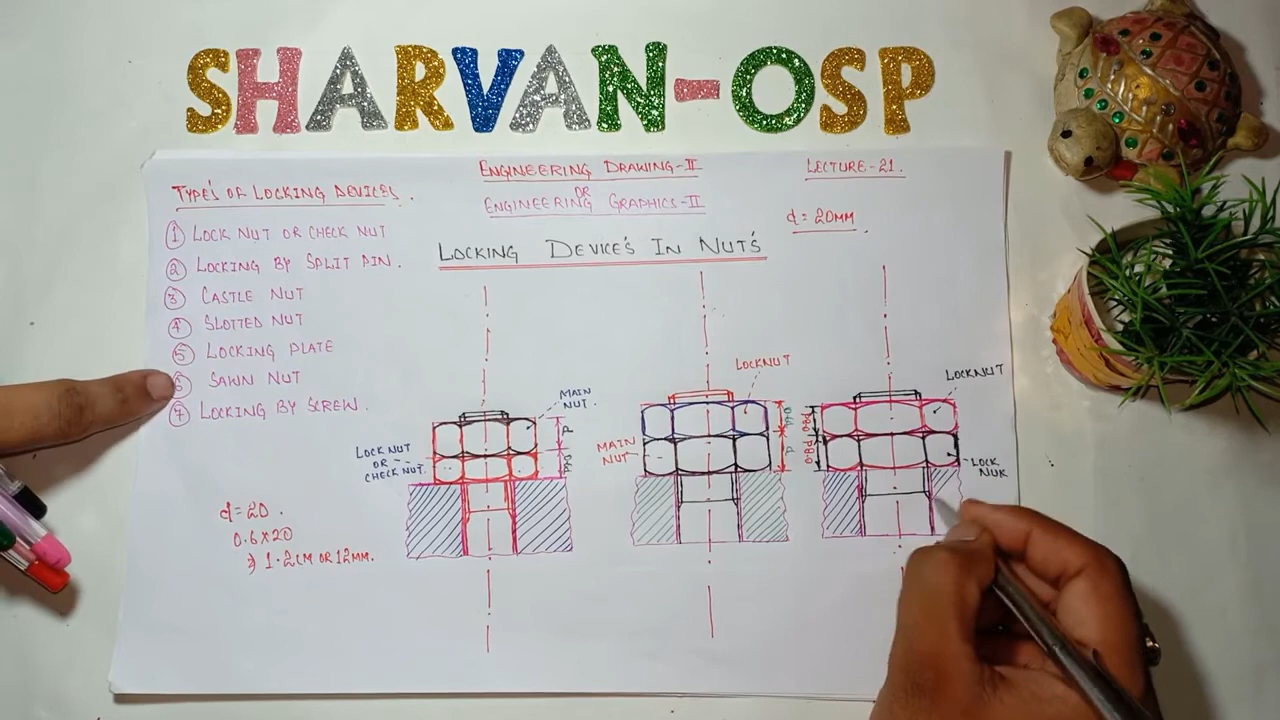 SHARVAN-OSP
ENGINEERING DRAWING-II
OR
ENGINEERING GRAPHICS-II
LECTURE-21.
d = 20MM
LOCKING DEVICE'S IN NUT'S
TYPE'S OF LOCKING DEVICES.
1 LOCK NUT OR CHECK NUT
2 LOCKING BY SPLIT PIN.
3 CASTLE NUT
4 SLOTTED NUT
5 LOCKING PLATE
6 SAWN NUT
7 LOCKING BY SCREW.
MAIN
NUT.
LOCK NUT
OR
CHECK NUT.
d
d = 20.
0.6×20
⇒ 1.2CM OR 12MM.
LOCKNUT
MAIN
NUT
d
LOCKNUT
0.8d
LOCK
NUK